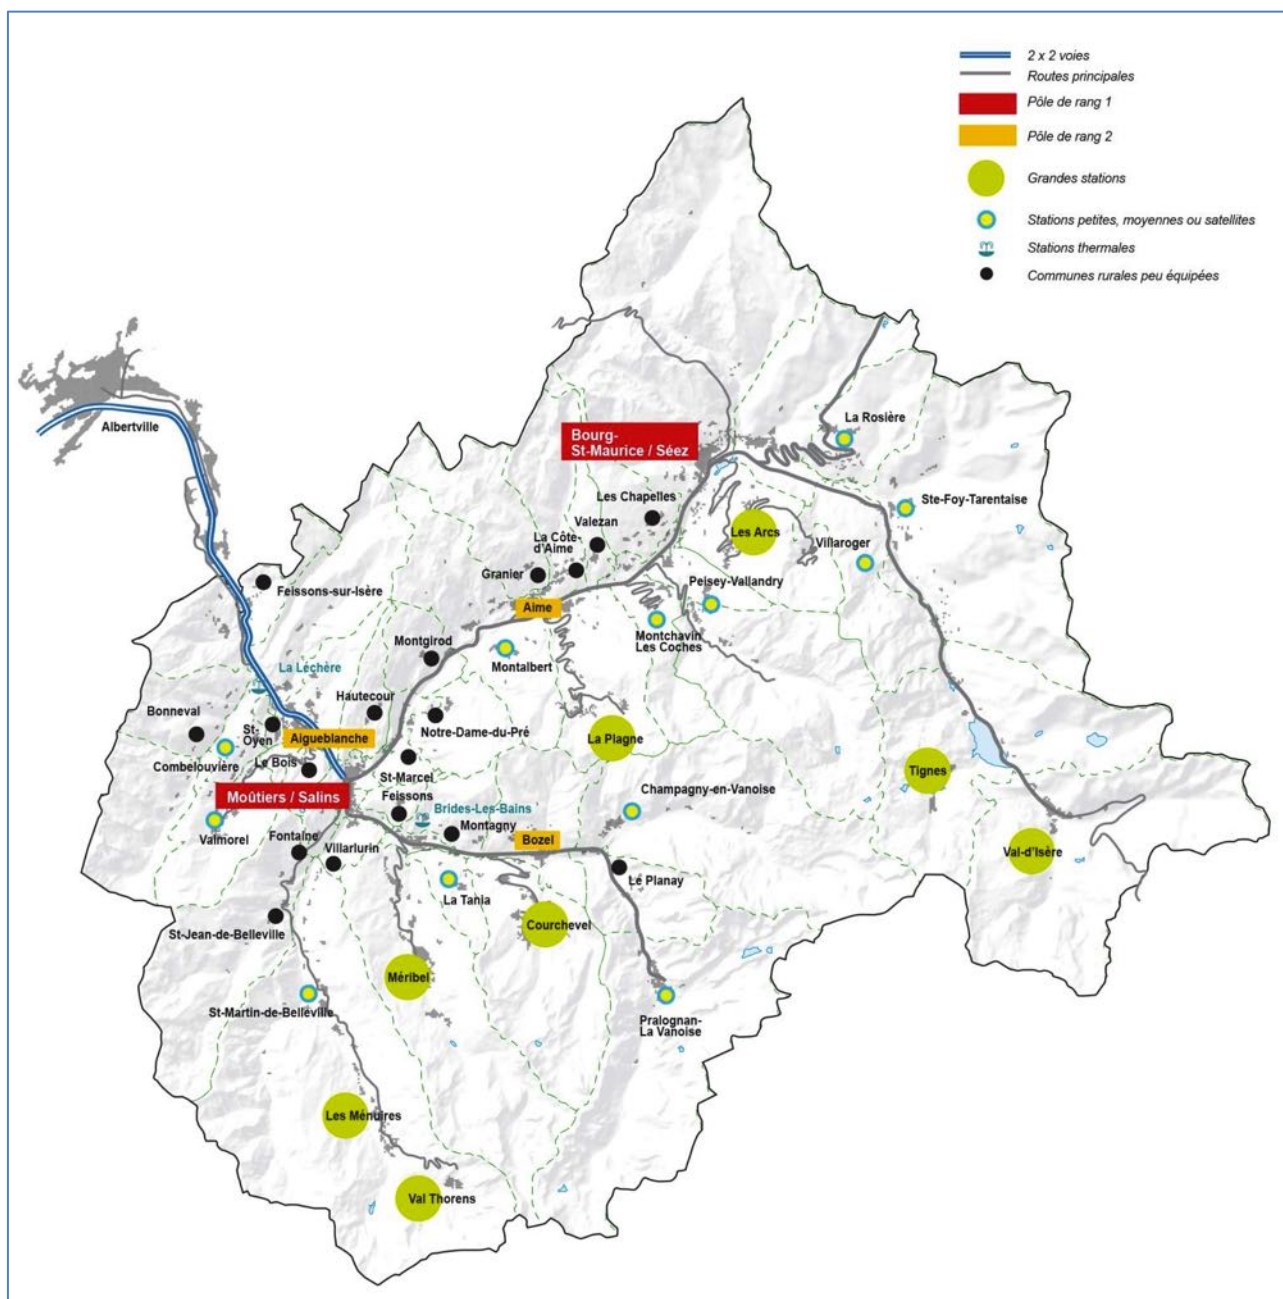 2 x 2 voies
Routes principales
Pôle de rang 1
Pôle de rang 2
Grandes stations
Stations petites, moyennes ou satellites
Stations thermales
Communes rurales peu équipées
Albertville
La Rosière
Bourg-
St-Maurice / Séez
Ste-Foy-Tarentaise
Les Chapelles
Valezan
La Côte-
d'Aime
Les Arcs
Villaroger
Granier
Feissons-sur-Isère
Peisey-Vallandry
Aime
Montchavin
Les Coches
Montgirod
Montalbert
La Léchère
Hautecour
Bonneval
St-
Oyen
Notre-Dame-du-Pré
Aigueblanche
La Plagne
Combelouvière
Le Bois
St-Marcel
Tignes
Moûtiers / Salins
Feissons
Champagny-en-Vanoise
Brides-Les-Bains
Valmorel
Fontaine
Montagny
Bozel
Villarlurin
Val-d'Isère
Le Planay
La Tania
St-Jean-de-Belleville
Courchevel
Méribel
St-Martin-de-Belleville
Pralognan-
La Vanoise
Les Ménuires
Val Thorens